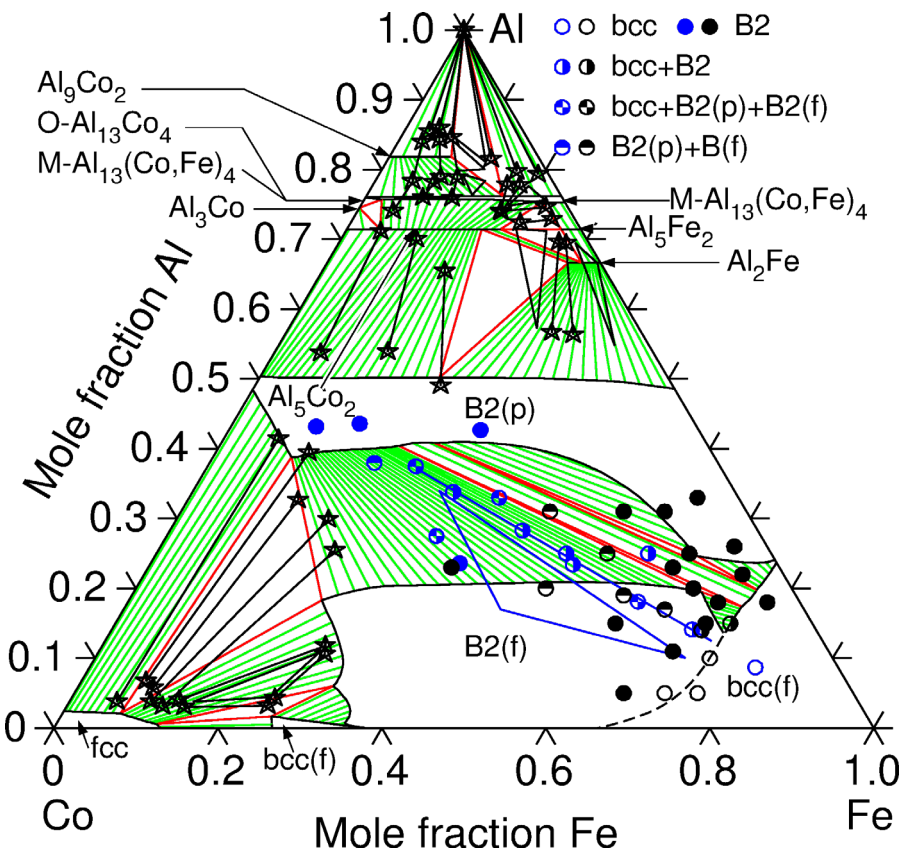 1.0 Al bcc B2
bcc+B2
Al9Co2 0.9 bcc+B2(p)+B2(f)
O-Al13Co4 B2(p)+B(f)
M-Al13(Co,Fe)4 0.8 M-Al13(Co,Fe)4
Al3Co 0.7 Al5Fe2
Al2Fe
0.6
Mole fraction Al
0.5
Al5Co2 B2(p)
0.4
0.3
0.2
B2(f)
0.1 bcc(f)
0
fcc bcc(f)
0 0.2 0.4 0.6 0.8 1.0
Co Mole fraction Fe Fe